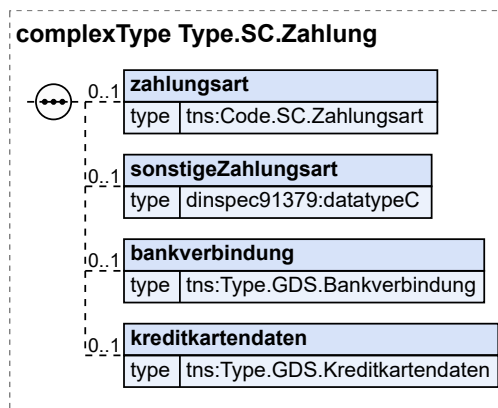 complexType Type.SC.Zahlung
0..1 zahlungsart
type tns:Code.SC.Zahlungsart
0..1 sonstigeZahlungsart
type dinspec91379:datatypeC
0..1 bankverbindung
type tns:Type.GDS.Bankverbindung
0..1 kreditkartendaten
type tns:Type.GDS.Kreditkartendaten